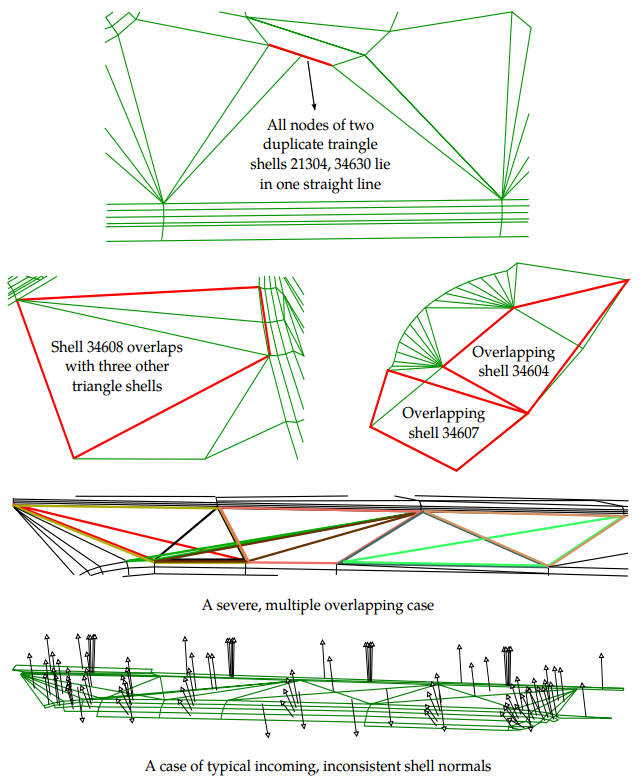 All nodes of two
duplicate traingle
shells 21304, 34630 lie
in one straight line
Shell 34608 overlaps
with three other
triangle shells
Overlapping
shell 34604
Overlapping
shell 34607
A severe, multiple overlapping case
A case of typical incoming, inconsistent shell normals